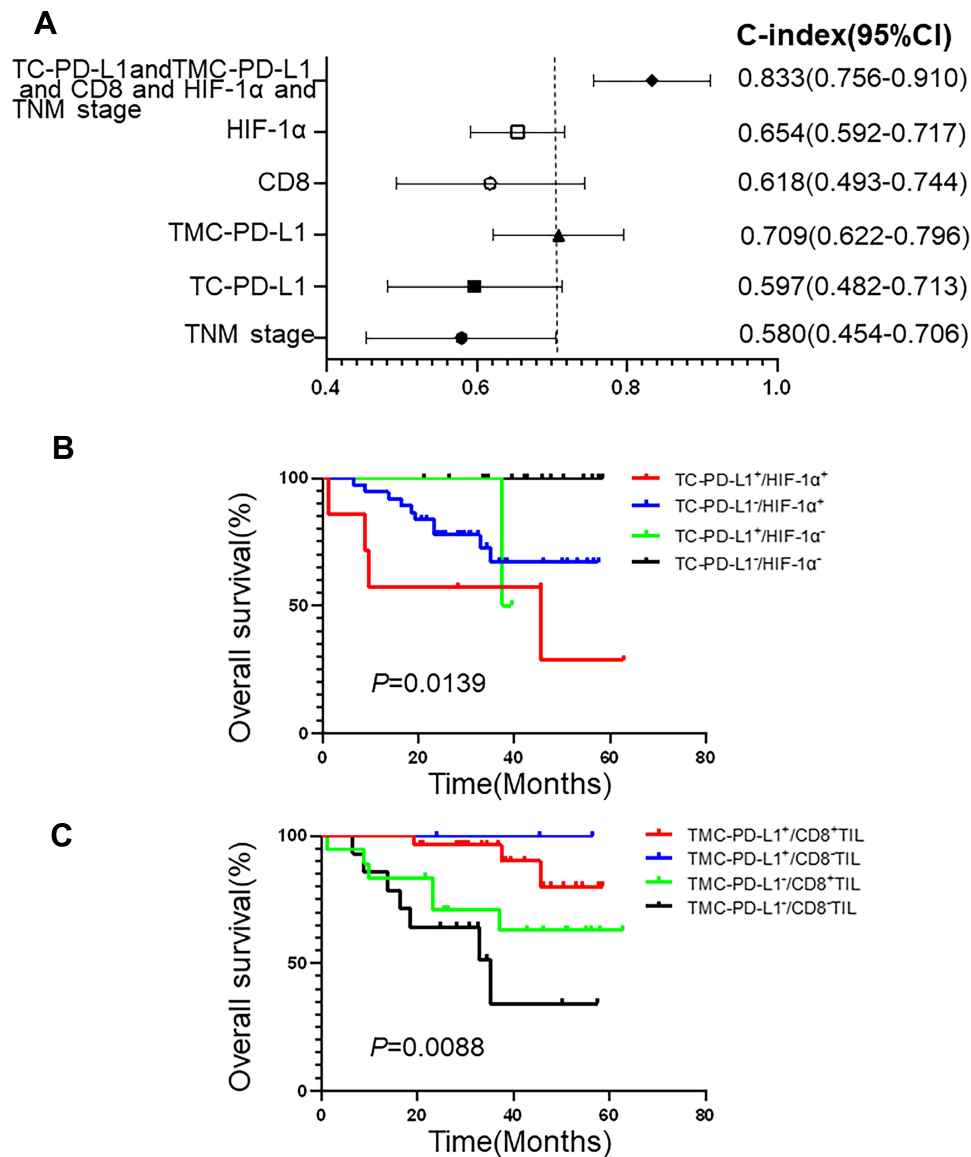 A
C-index(95%CI)
TC-PD-L1andTMC-PD-L1
and CD8 and HIF-1α and
TNM stage
0.833(0.756-0.910)
HIF-1α
0.654(0.592-0.717)
CD8
0.618(0.493-0.744)
TMC-PD-L1
0.709(0.622-0.796)
TC-PD-L1
0.597(0.482-0.713)
TNM stage
0.580(0.454-0.706)
0.4 0.6 0.8 1.0
B
Overall survival(%)
100
50
0
0 20 40 60 80
Time(Months)
P=0.0139
TC-PD-L1⁺/HIF-1α⁺
TC-PD-L1⁻/HIF-1α⁺
TC-PD-L1⁺/HIF-1α⁻
TC-PD-L1⁻/HIF-1α⁻
C
Overall survival(%)
100
50
0
0 20 40 60 80
Time(Months)
P=0.0088
TMC-PD-L1⁺/CD8⁺TIL
TMC-PD-L1⁺/CD8⁻TIL
TMC-PD-L1⁻/CD8⁺TIL
TMC-PD-L1⁻/CD8⁻TIL